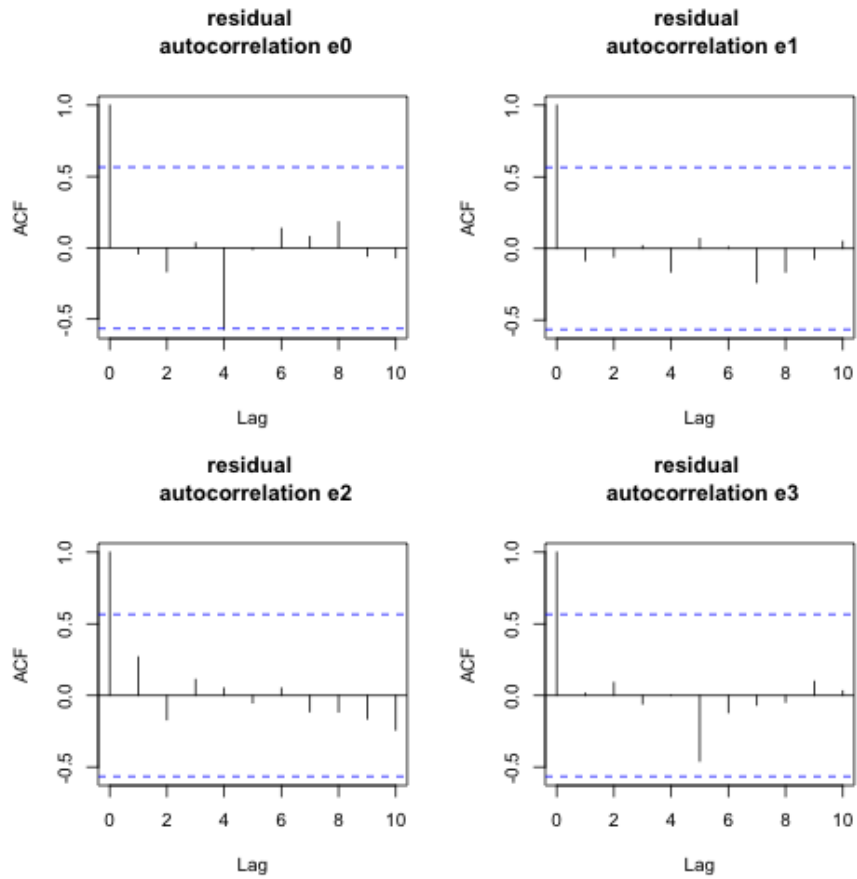 residual
autocorrelation e0
ACF
1.0
0.5
0.0
-0.5
0 2 4 6 8 10
Lag
residual
autocorrelation e1
ACF
1.0
0.5
0.0
-0.5
0 2 4 6 8 10
Lag
residual
autocorrelation e2
ACF
1.0
0.5
0.0
-0.5
0 2 4 6 8 10
Lag
residual
autocorrelation e3
ACF
1.0
0.5
0.0
-0.5
0 2 4 6 8 10
Lag